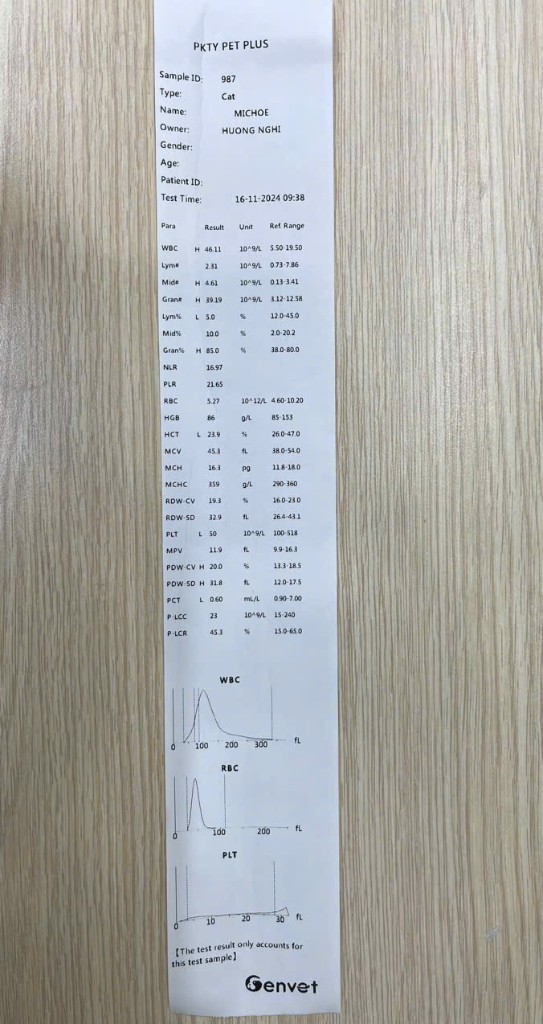 PKTY PET PLUS
Sample ID: 987
Type: Cat
Name: MICHOE
Owner: HUONG NGHI
Gender:
Age:
Patient ID:
Test Time: 16-11-2024 09:38
Para Result Unit Ref Range
WBC H 46.11 10^9/L 5.50-19.50
Lym# 2.31 10^9/L 0.73-7.86
Mid# H 4.61 10^9/L 0.13-3.41
Gran# H 39.19 10^9/L 3.12-12.58
Lym% L 5.0 % 12.0-45.0
Mid% 10.0 % 2.0-20.2
Gran% H 85.0 % 38.0-80.0
NLR 16.97
PLR 21.65
RBC 5.27 10^12/L 4.60-10.20
HGB 86 g/L 85-153
HCT L 23.9 % 26.0-47.0
MCV 45.3 fL 38.0-54.0
MCH 16.3 pg 11.8-18.0
MCHC 359 g/L 290-360
RDW-CV 19.3 % 16.0-23.0
RDW-SD 32.9 fL 26.4-43.1
PLT L 50 10^9/L 100-518
MPV 11.9 fL 9.9-16.3
PDW-CV H 20.0 % 13.3-18.5
PDW-SD H 31.8 fL 12.0-17.5
PCT L 0.60 mL/L 0.90-7.00
P-LCC 23 10^9/L 15-240
P-LCR 45.3 % 15.0-65.0
WBC
0 100 200 300 fL
RBC
0 100 200 fL
PLT
0 10 20 30 fL
【The test result only accounts for
this test sample】
Genvet